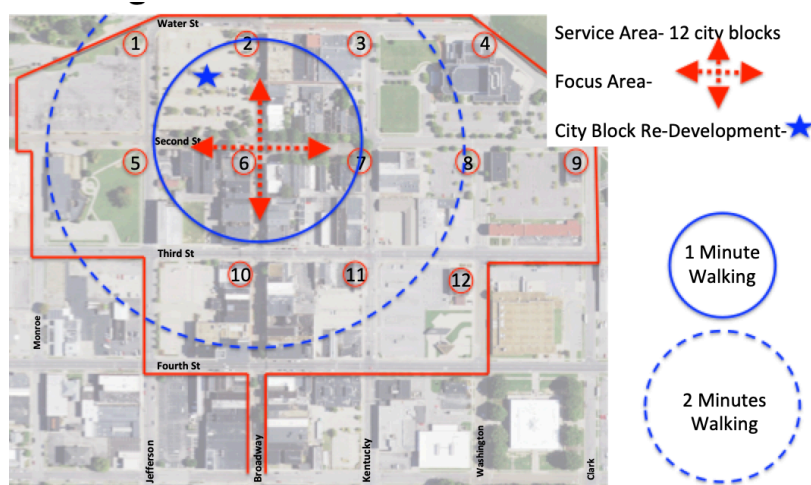 Water St
1
2
3
4
Service Area- 12 city blocks
Focus Area-
City Block Re-Development-
Second St
5
6
7
8
9
Third St
10
11
12
1 Minute
Walking
Monroe
Fourth St
2 Minutes
Walking
Jefferson
Broadway
Kentucky
Washington
Clark